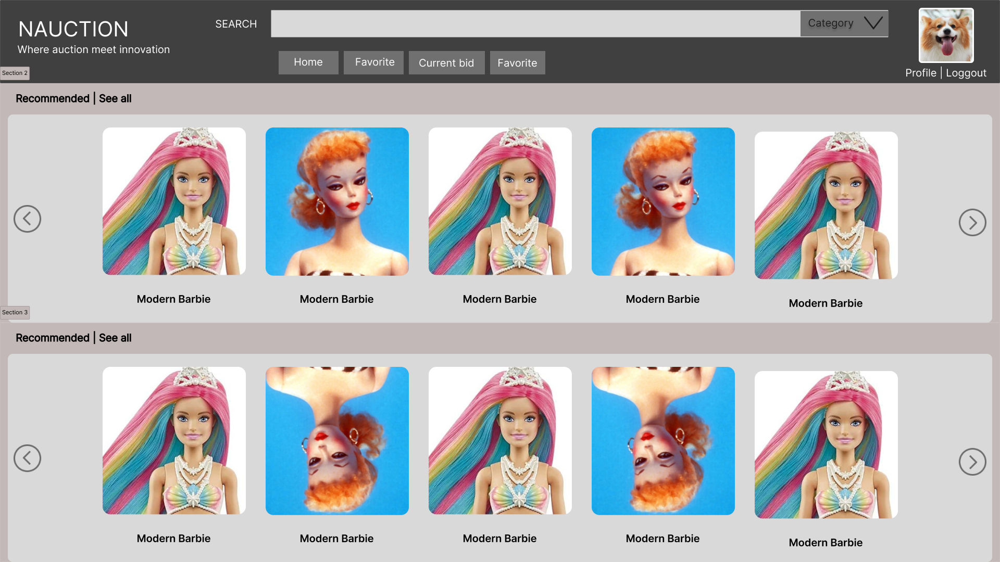 NAUCTION
Where auction meet innovation
SEARCH
Category
Home
Favorite
Current bid
Favorite
Profile | Loggout
Section 2
Recommended | See all
Modern Barbie
Modern Barbie
Modern Barbie
Modern Barbie
Modern Barbie
Section 3
Recommended | See all
Modern Barbie
Modern Barbie
Modern Barbie
Modern Barbie
Modern Barbie